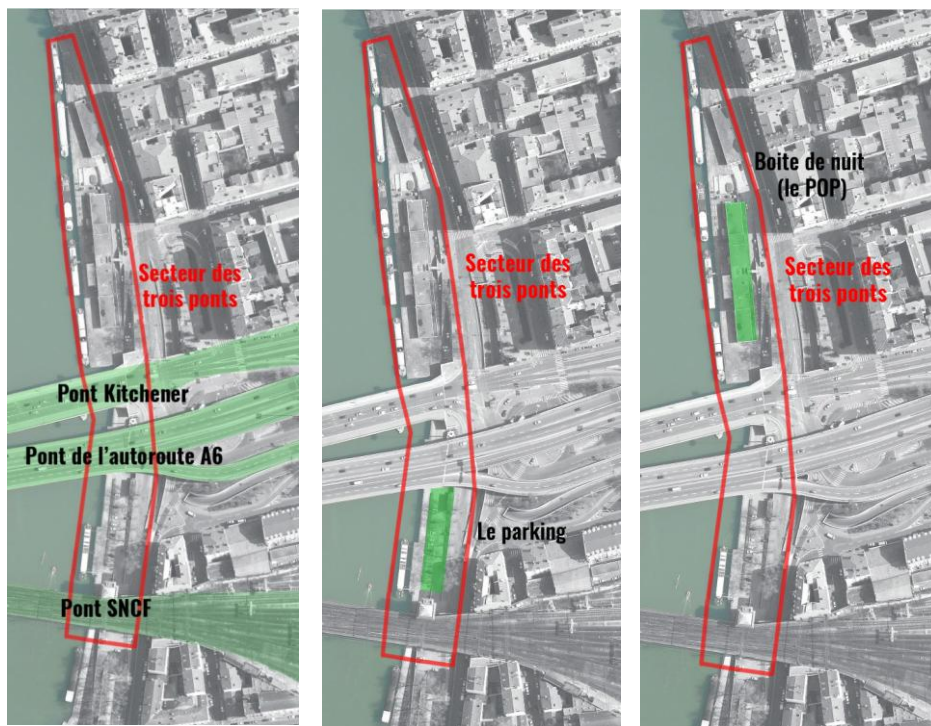 Secteur des
trois ponts
Pont Kitchener
Pont de l'autoroute A6
Pont SNCF
Secteur des
trois ponts
Le parking
Boite de nuit
(le POP)
Secteur des
trois ponts